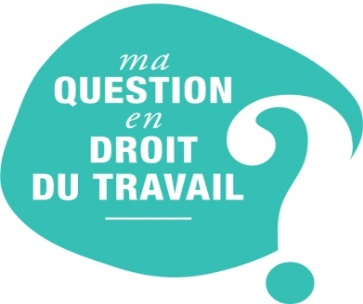 ma
QUESTION
en
DROIT
DU TRAVAIL
?